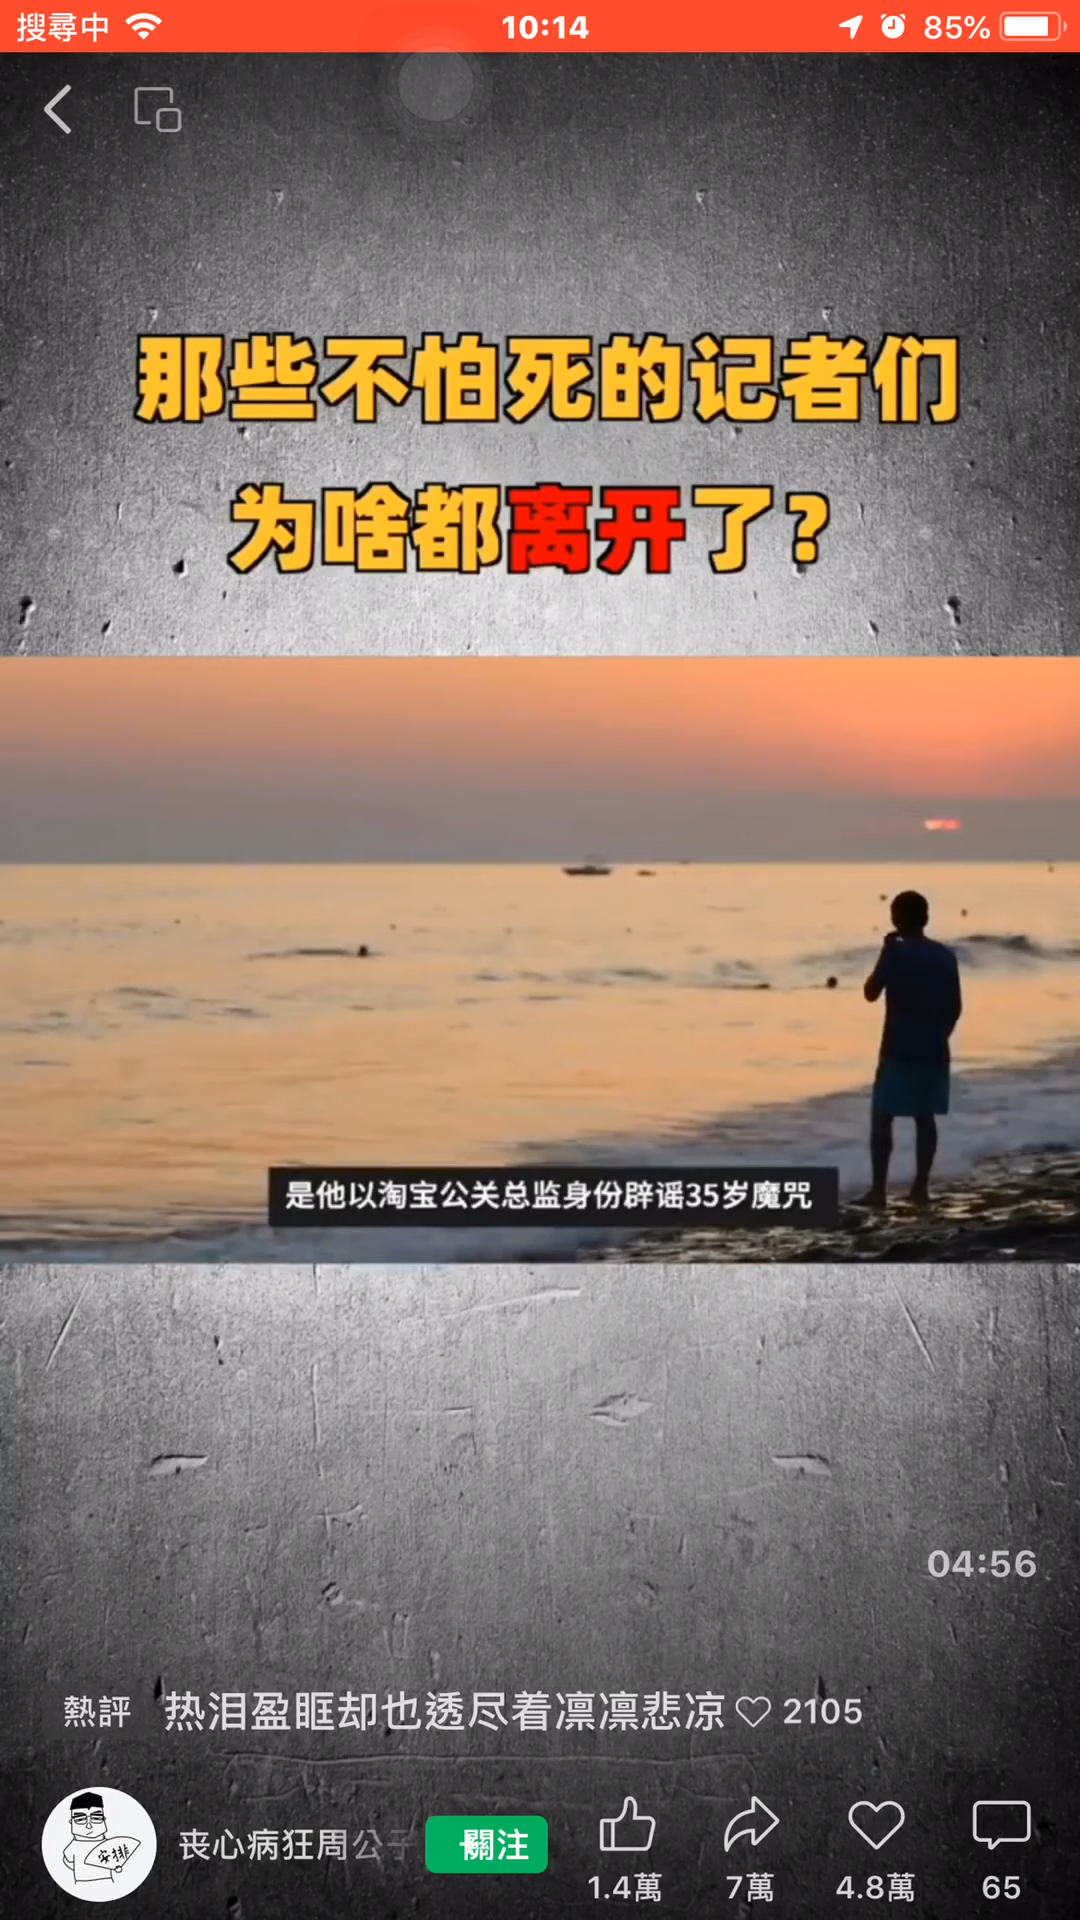 搜尋中
10:14
85%
那些不怕死的记者们
为啥都离开了?
是他以淘宝公关总监身份辟谣35岁魔咒
04:56
熱評 热泪盈眶却也透尽着凛凛悲凉 2105
安排
丧心病狂周公子
關注
1.4萬
7萬
4.8萬
65